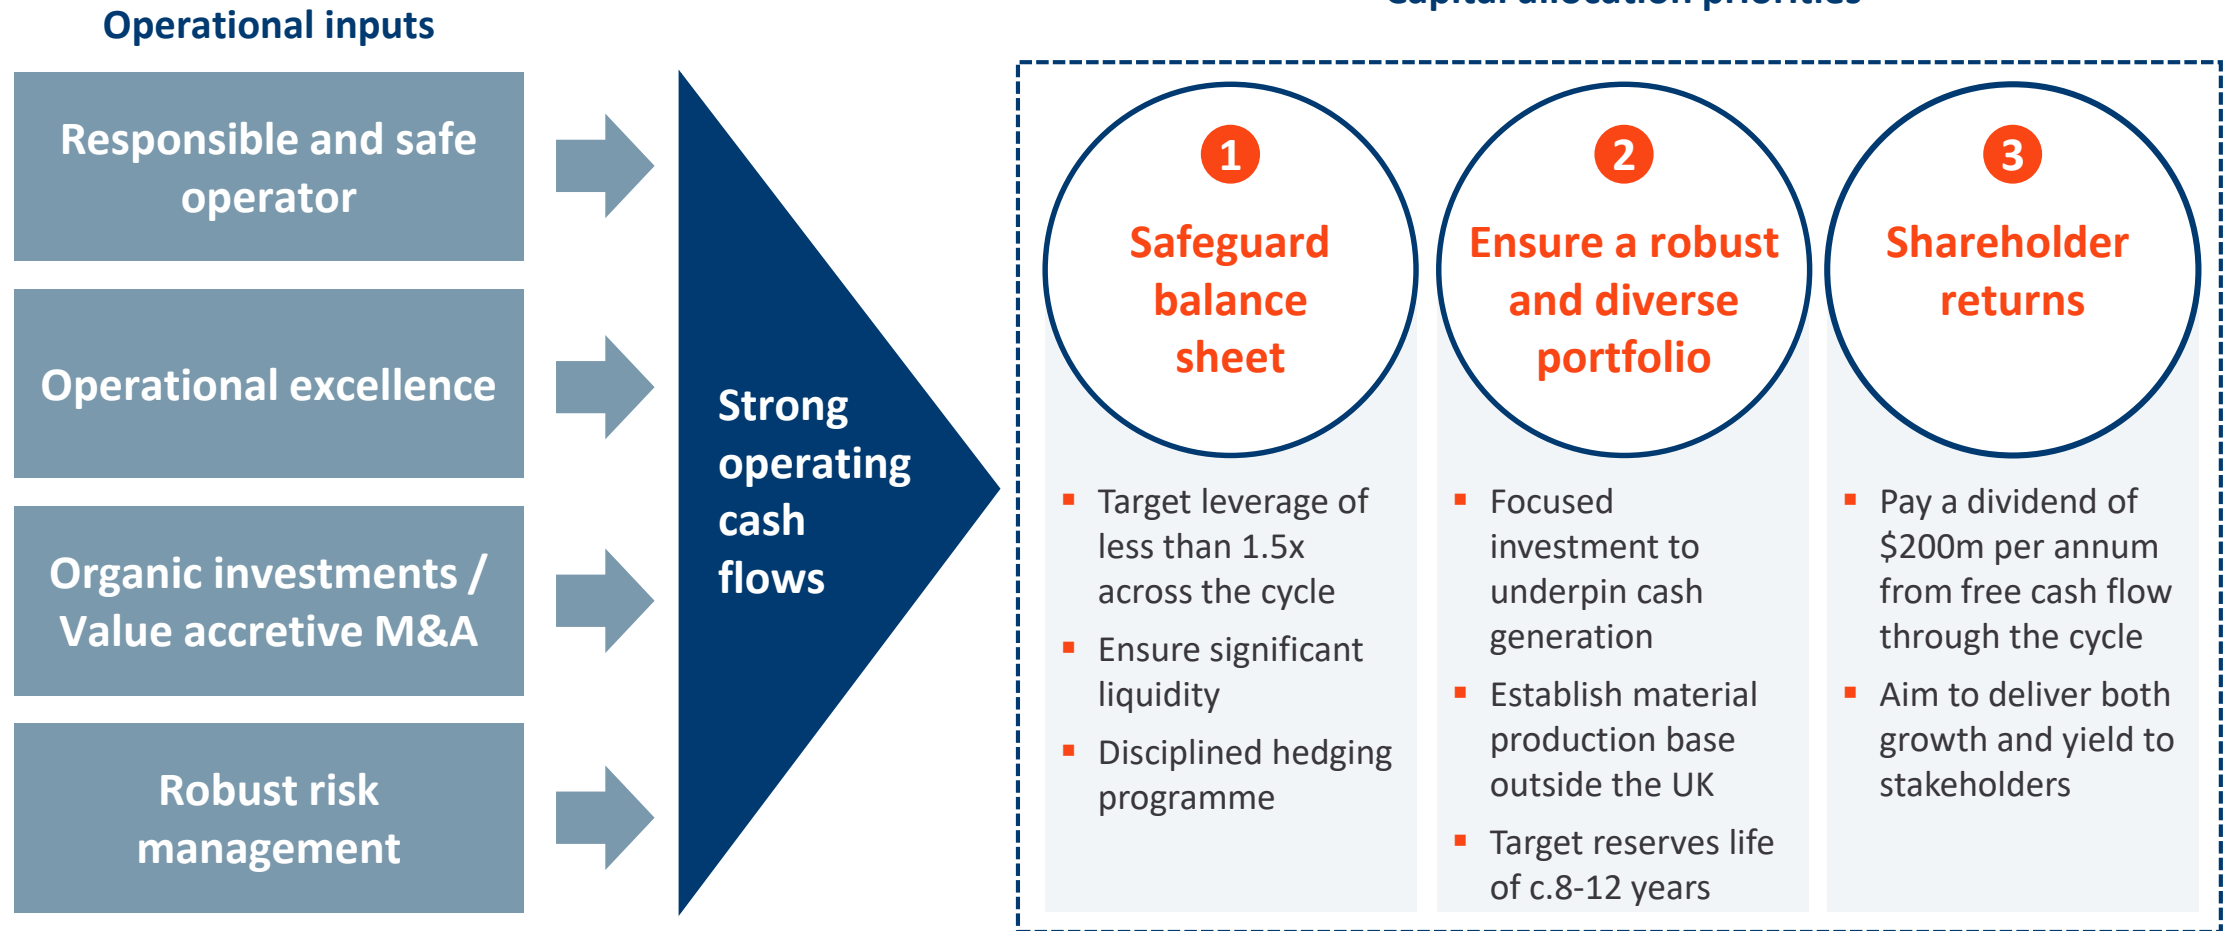 Operational inputs
Capital allocation priorities
Responsible and safe
operator
Operational excellence
Organic investments /
Value accretive M&A
Robust risk
management
Strong
operating
cash
flows
1
Safeguard
balance
sheet
▪ Target leverage of
less than 1.5x
across the cycle
▪ Ensure significant
liquidity
▪ Disciplined hedging
programme
2
Ensure a robust
and diverse
portfolio
▪ Focused
investment to
underpin cash
generation
▪ Establish material
production base
outside the UK
▪ Target reserves life
of c.8-12 years
3
Shareholder
returns
▪ Pay a dividend of
$200m per annum
from free cash flow
through the cycle
▪ Aim to deliver both
growth and yield to
stakeholders